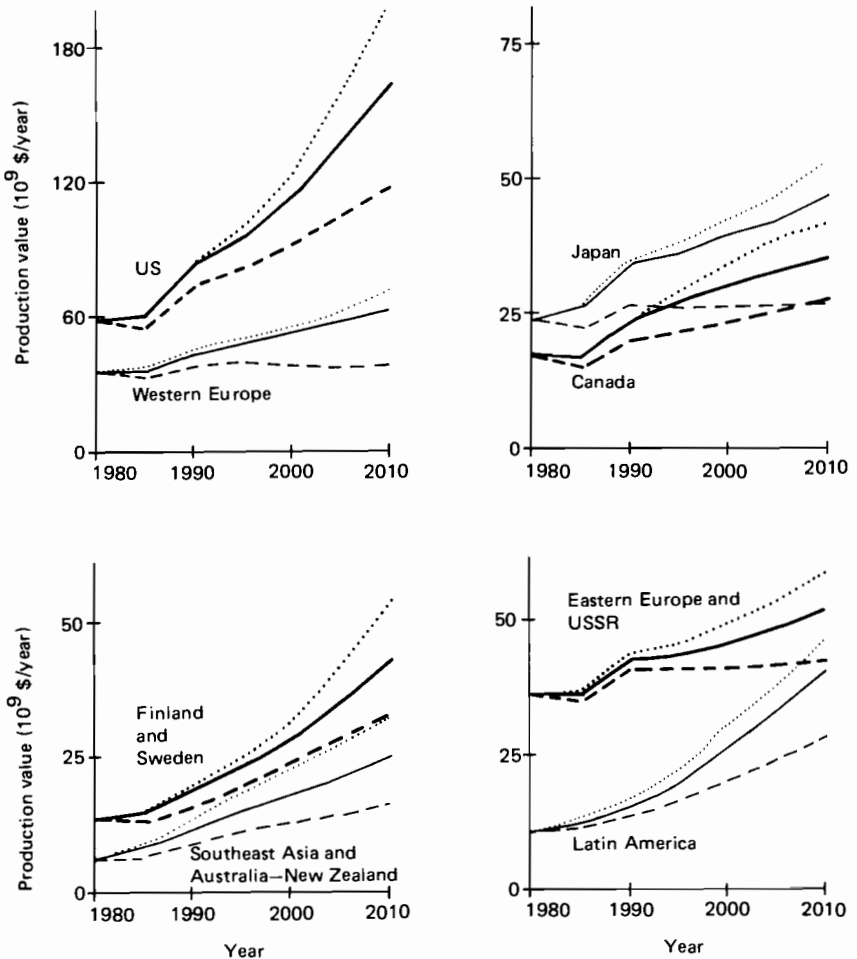 Production value (10⁹ $/year)
180
120
60
0
US
Western Europe
1980 1990 2000 2010
75
50
25
0
Japan
Canada
1980 1990 2000 2010
Production value (10⁹ $/year)
50
25
0
Finland
and
Sweden
Southeast Asia and
Australia—New Zealand
1980 1990 2000 2010
Year
50
25
0
Eastern Europe and
USSR
Latin America
1980 1990 2000 2010
Year